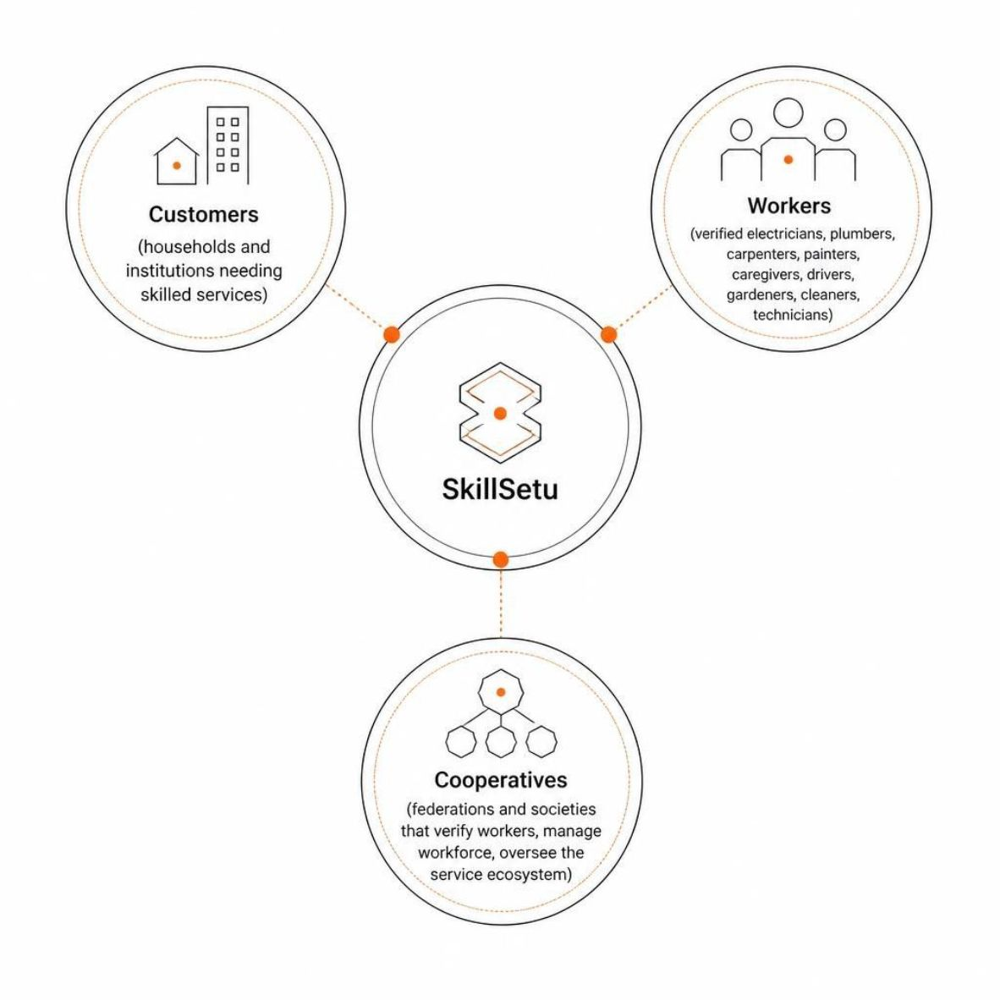 Customers
(households and
institutions needing
skilled services)
Workers
(verified electricians, plumbers,
carpenters, painters,
caregivers, drivers,
gardeners, cleaners,
technicians)
SkillSetu
Cooperatives
(federations and societies
that verify workers, manage
workforce, oversee the
service ecosystem)